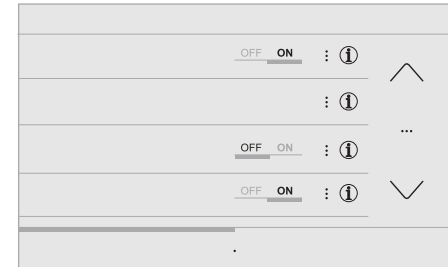 OFF ON ⋮ i
⋮ i
...
OFF ON ⋮ i
OFF ON ⋮ i
.